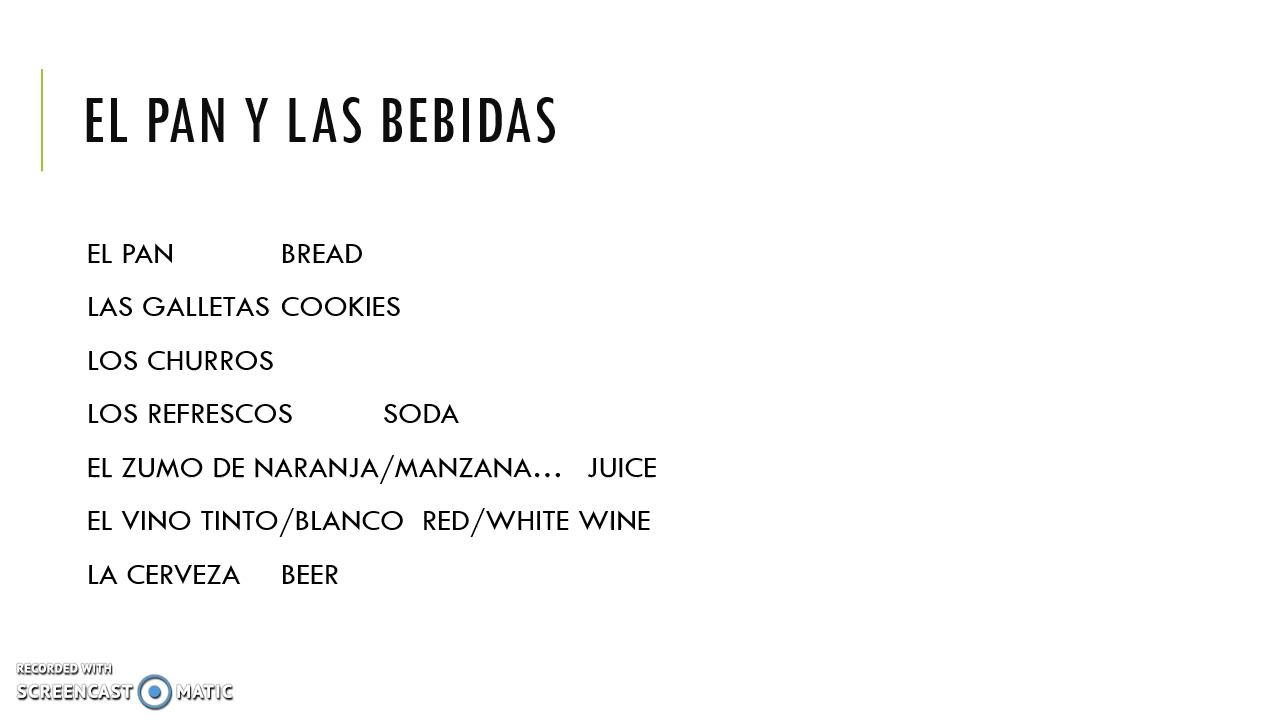 EL PAN Y LAS BEBIDAS
EL PAN BREAD
LAS GALLETAS COOKIES
LOS CHURROS
LOS REFRESCOS SODA
EL ZUMO DE NARANJA/MANZANA... JUICE
EL VINO TINTO/BLANCO RED/WHITE WINE
LA CERVEZA BEER
RECORDED WITH
SCREENCAST MATIC